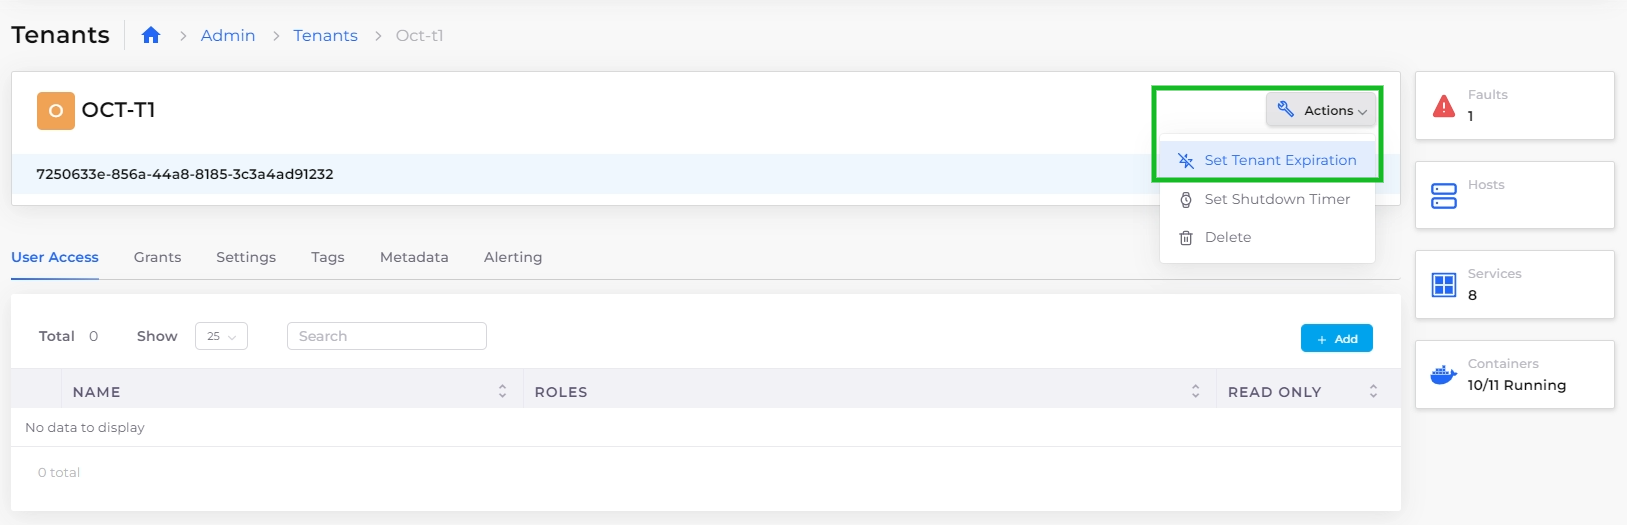 Tenants
Admin
Tenants
Oct-t1
O
OCT-T1
Actions
7250633e-856a-44a8-8185-3c3a4ad91232
Set Tenant Expiration
Set Shutdown Timer
Delete
Faults
1
Hosts
Services
8
Containers
10/11 Running
User Access
Grants
Settings
Tags
Metadata
Alerting
Total 0
Show
25
Search
+ Add
NAME
ROLES
READ ONLY
No data to display
0 total